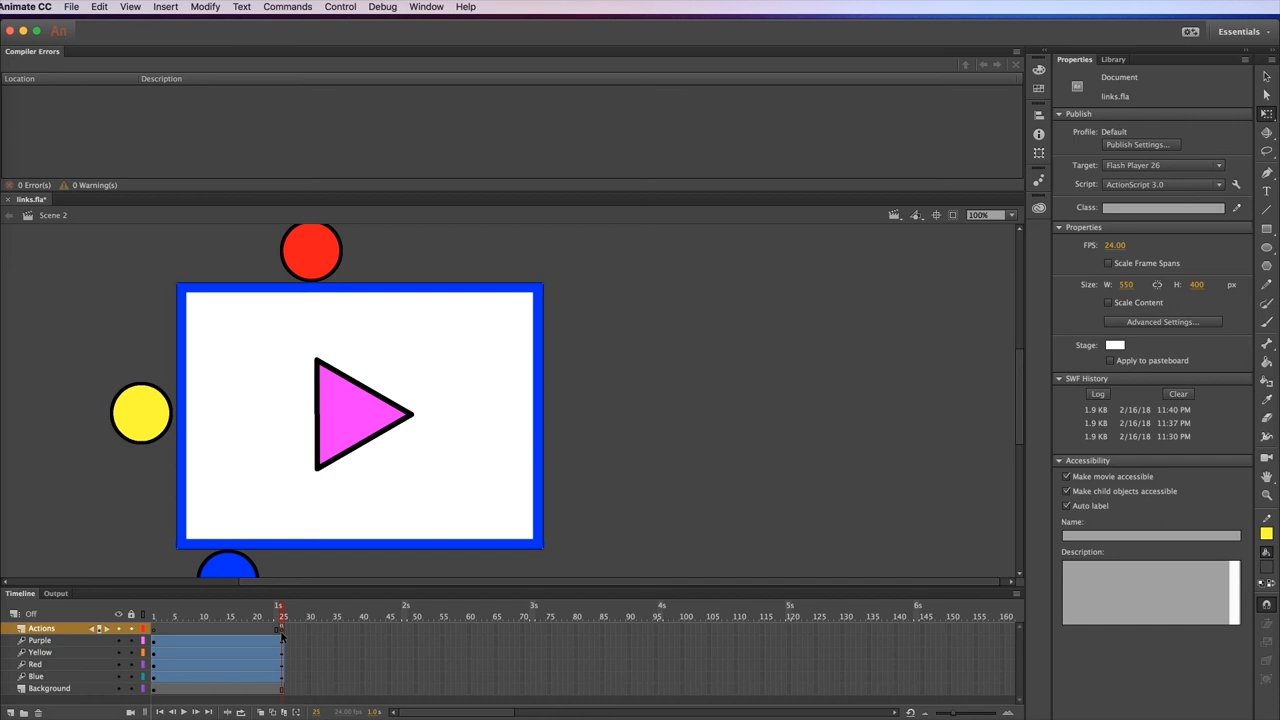 Animate CC File Edit View Insert Modify Text Commands Control Debug Window Help
An Essentials
Compiler Errors
Location Description
0 Error(s) 0 Warning(s)
links.fla*
Scene 2 100%
Properties Library
Document
links.fla
Publish
Profile: Default
Publish Settings...
Target: Flash Player 26
Script: ActionScript 3.0
Class:
Properties
FPS: 24.00
Scale Frame Spans
Size: W: 550 H: 400 px
Scale Content
Advanced Settings...
Stage:
Apply to pasteboard
SWF History
Log Clear
1.9 KB 2/16/18 11:40 PM
1.9 KB 2/16/18 11:37 PM
1.9 KB 2/16/18 11:30 PM
Accessibility
Make movie accessible
Make child objects accessible
Auto label
Name:
Description:
Timeline Output
1s 2s 3s 4s 5s 6s
Off 1 5 10 15 20 25 30 35 40 45 50 55 60 65 70 75 80 85 90 95 100 105 110 115 120 125 130 135 140 145 150 155 160
Actions
Purple
Yellow
Red
Blue
Background
25 24.00 fps 1.0 s